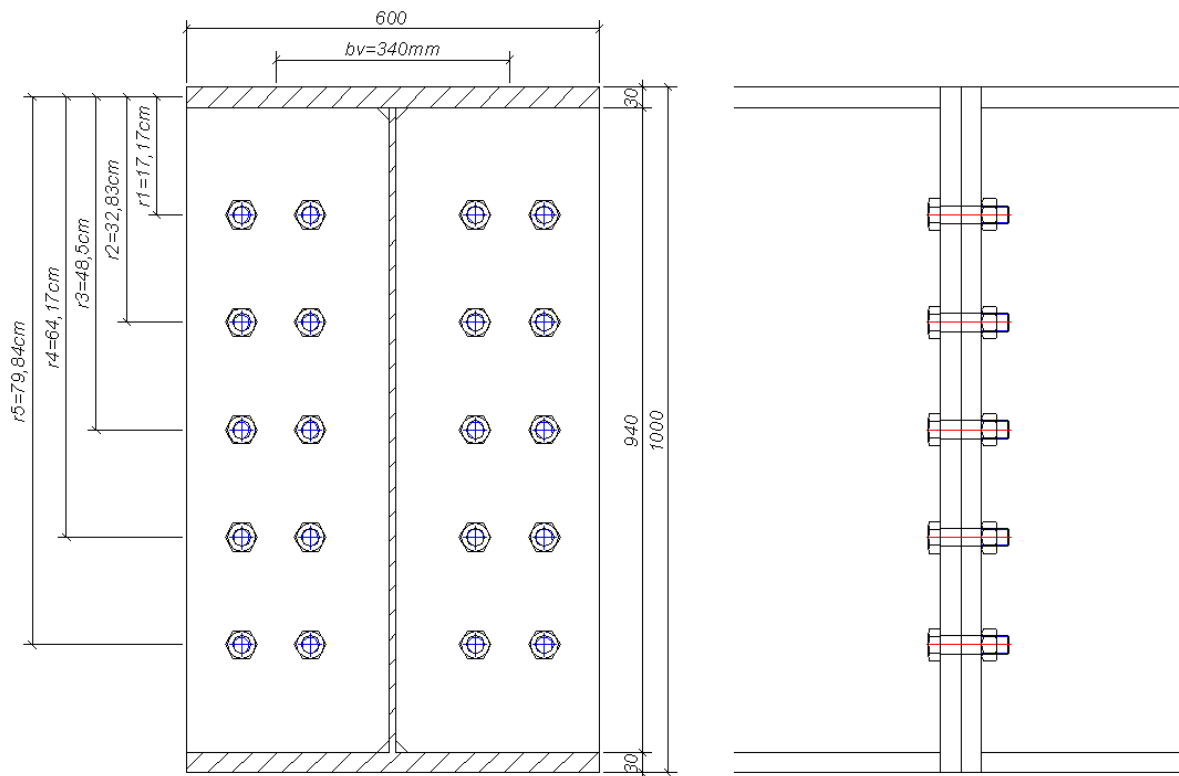 600
bv=340mm
30
r1=17,17cm
r2=32,83cm
r3=48,5cm
r4=64,17cm
r5=79,84cm
940
1000
30